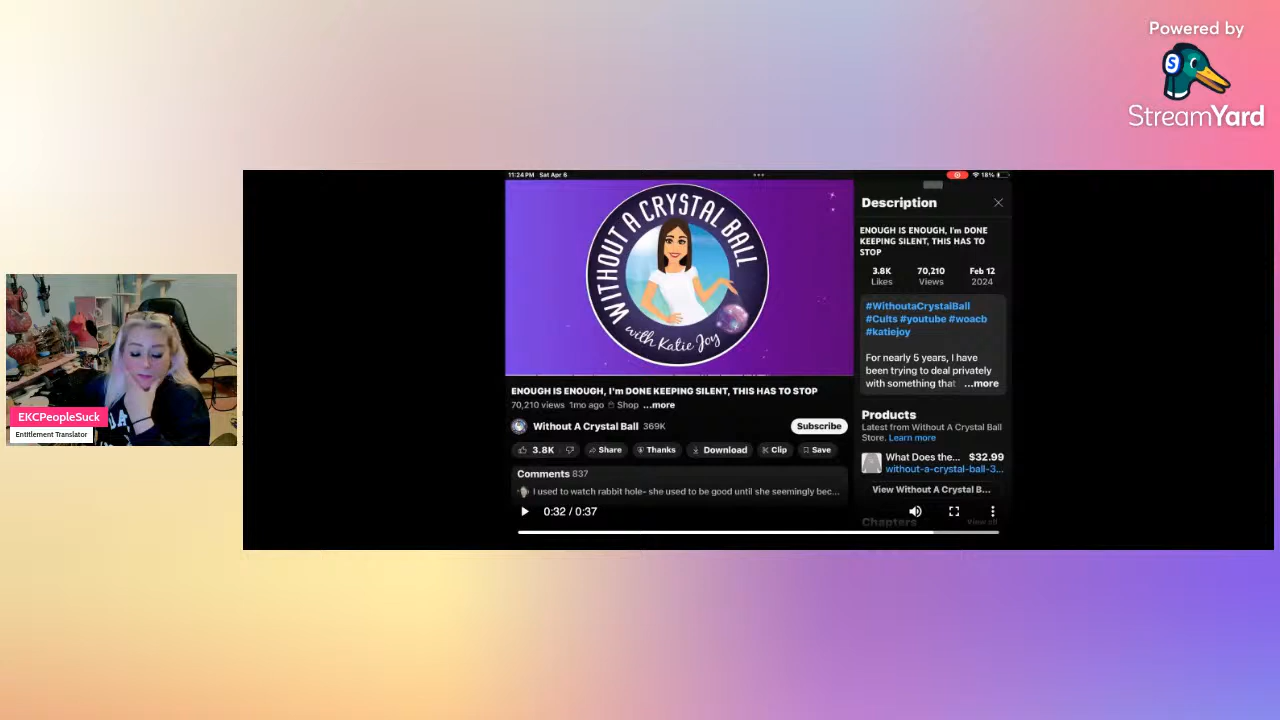 Powered by
S
StreamYard
EKCPeopleSuck
Entitlement Translator
11:24 PM Sat Apr 6
18%
WITHOUT A CRYSTAL BALL
with Katie Joy
ENOUGH IS ENOUGH, I'm DONE KEEPING SILENT, THIS HAS TO STOP
70,210 views 1mo ago Shop ...more
Without A Crystal Ball 369K
Subscribe
3.8K Share Thanks Download Clip Save
Comments 837
I used to watch rabbit hole- she used to be good until she seemingly bec...
0:32 / 0:37
Description
ENOUGH IS ENOUGH, I'm DONE
KEEPING SILENT, THIS HAS TO
STOP
3.8K 70,210 Feb 12
Likes Views 2024
#WithoutaCrystalBall
#Cults #youtube #woacb
#katiejoy
For nearly 5 years, I have
been trying to deal privately
with something that ...more
Products
Latest from Without A Crystal Ball
Store. Learn more
What Does the... $32.99
without-a-crystal-ball-3...
View Without A Crystal B...
Chapters View all